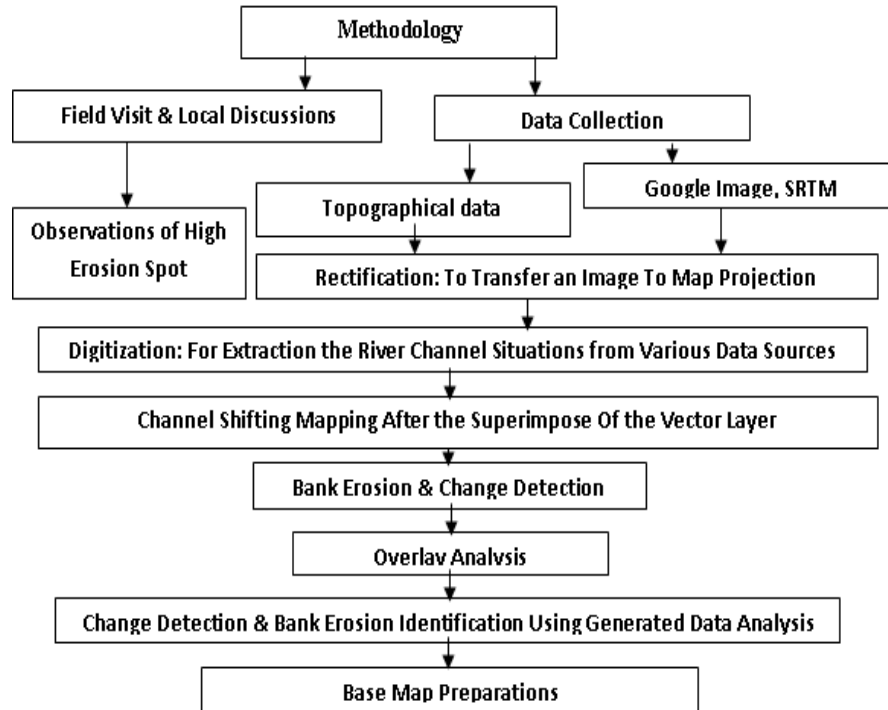 Methodology
Field Visit & Local Discussions
Data Collection
Google Image, SRTM
Topographical data
Observations of High
Erosion Spot
Rectification: To Transfer an Image To Map Projection
Digitization: For Extraction the River Channel Situations from Various Data Sources
Channel Shifting Mapping After the Superimpose Of the Vector Layer
Bank Erosion & Change Detection
Overlay Analysis
Change Detection & Bank Erosion Identification Using Generated Data Analysis
Base Map Preparations